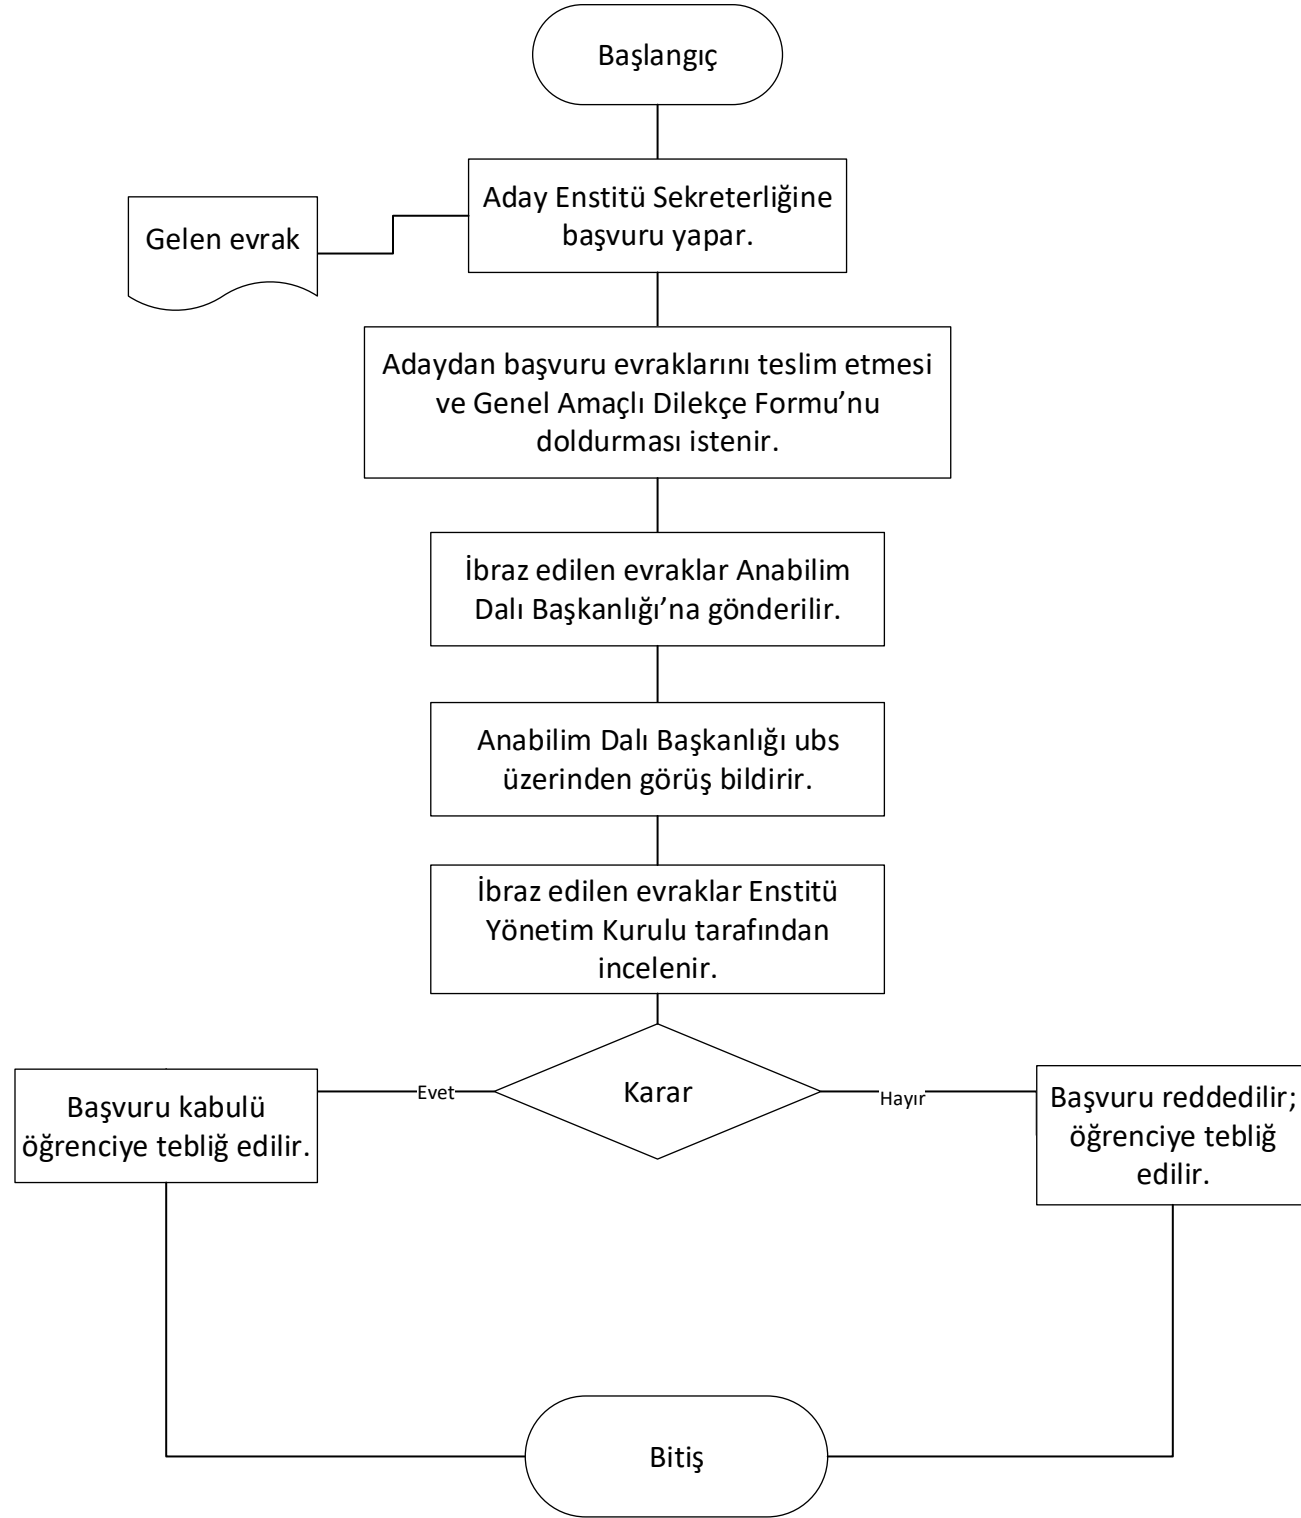 Başlangıç
Aday Enstitü Sekreterliğine
başvuru yapar.
Gelen evrak
Adaydan başvuru evraklarını teslim etmesi
ve Genel Amaçlı Dilekçe Formu’nu
doldurması istenir.
İbraz edilen evraklar Anabilim
Dalı Başkanlığı’na gönderilir.
Anabilim Dalı Başkanlığı ubs
üzerinden görüş bildirir.
İbraz edilen evraklar Enstitü
Yönetim Kurulu tarafından
incelenir.
Karar
Evet
Hayır
Başvuru kabulü
öğrenciye tebliğ edilir.
Başvuru reddedilir;
öğrenciye tebliğ
edilir.
Bitiş